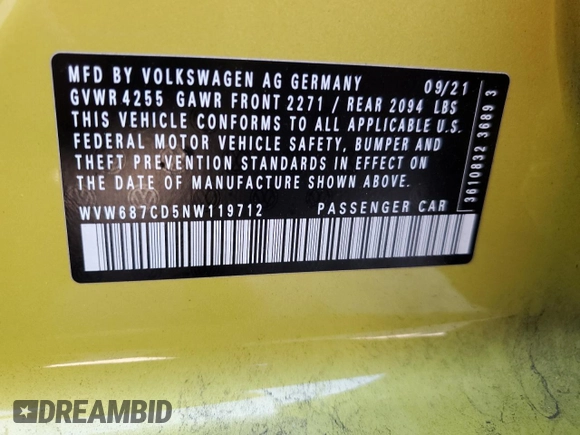 MFD BY VOLKSWAGEN AG GERMANY 09/21
GVWR 4255 GAWR FRONT 2271 / REAR 2094 LBS
THIS VEHICLE CONFORMS TO ALL APPLICABLE U.S.
FEDERAL MOTOR VEHICLE SAFETY, BUMPER AND
THEFT PREVENTION STANDARDS IN EFFECT ON
THE DATE OF MANUFACTURE SHOWN ABOVE.
WVW687CD5NW119712 PASSENGER CAR
3610832 3689 3
DREAMBID